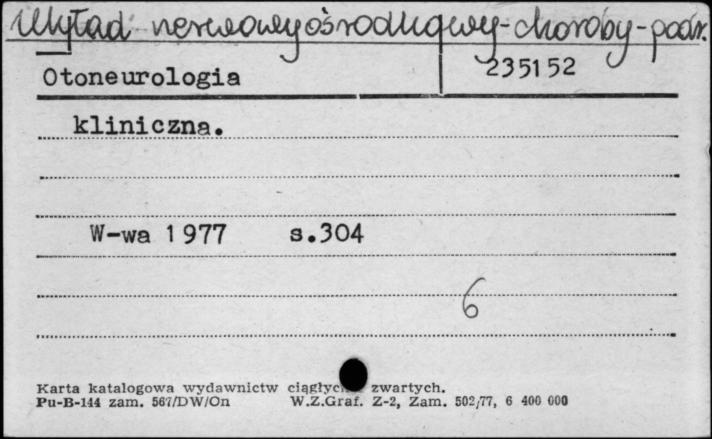 Układ nerwowy ośrodkowy-choroby-podr.
Otoneurologia 235152
kliniczna.
W-wa 1977 s.304
6
Karta katalogowa wydawnictw ciągłych zwartych.
Pu-B-144 zam. 567/DW/On W.Z.Graf. Z-2, Zam. 502/77, 6 400 000